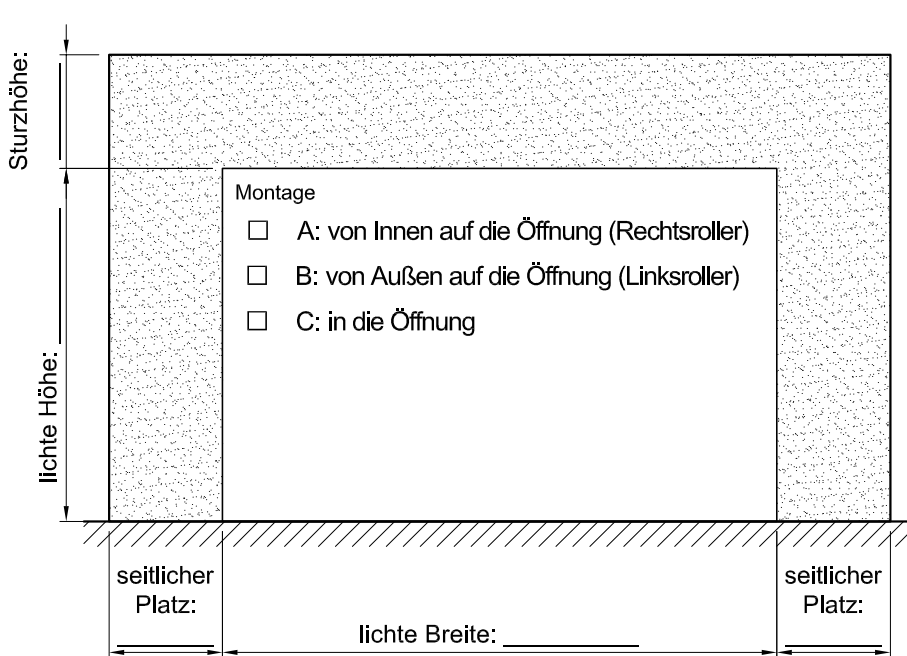 Sturzhöhe:
Montage
A: von Innen auf die Öffnung (Rechtsroller)
B: von Außen auf die Öffnung (Linksroller)
C: in die Öffnung
lichte Höhe:
seitlicher
Platz:
lichte Breite:
seitlicher
Platz: